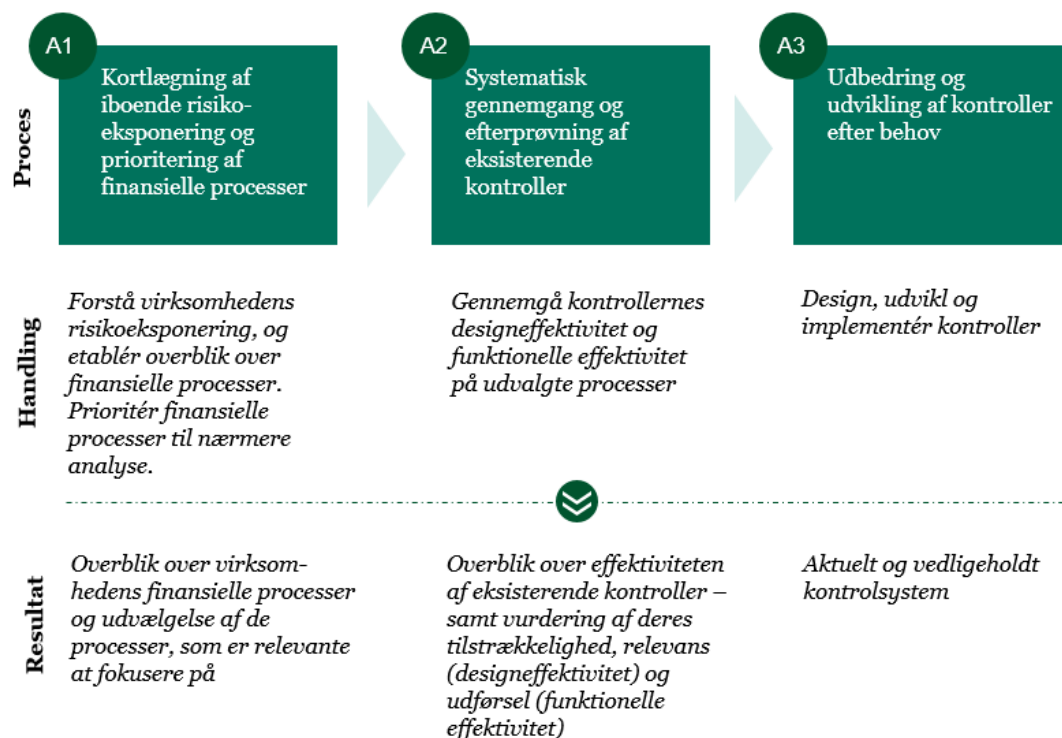 A1
Kortlægning af
iboende risiko-
eksponering og
prioritering af
finansielle processer
A2
Systematisk
gennemgang og
efterprøvning af
eksisterende
kontroller
A3
Udbedring og
udvikling af kontroller
efter behov
Proces
Handling
Forstå virksomhedens
risikoeksponering, og
etablér overblik over
finansielle processer.
Prioritér finansielle
processer til nærmere
analyse.
Gennemgå kontrollernes
designeffektivitet og
funktionelle effektivitet
på udvalgte processer
Design, udvikl og
implementér kontroller
Resultat
Overblik over virksom-
hedens finansielle processer
og udvælgelse af de
processer, som er relevante
at fokusere på
Overblik over effektiviteten
af eksisterende kontroller –
samt vurdering af deres
tilstrækkelighed, relevans
(designeffektivitet) og
udførsel (funktionelle
effektivitet)
Aktuelt og vedligeholdt
kontrolsystem